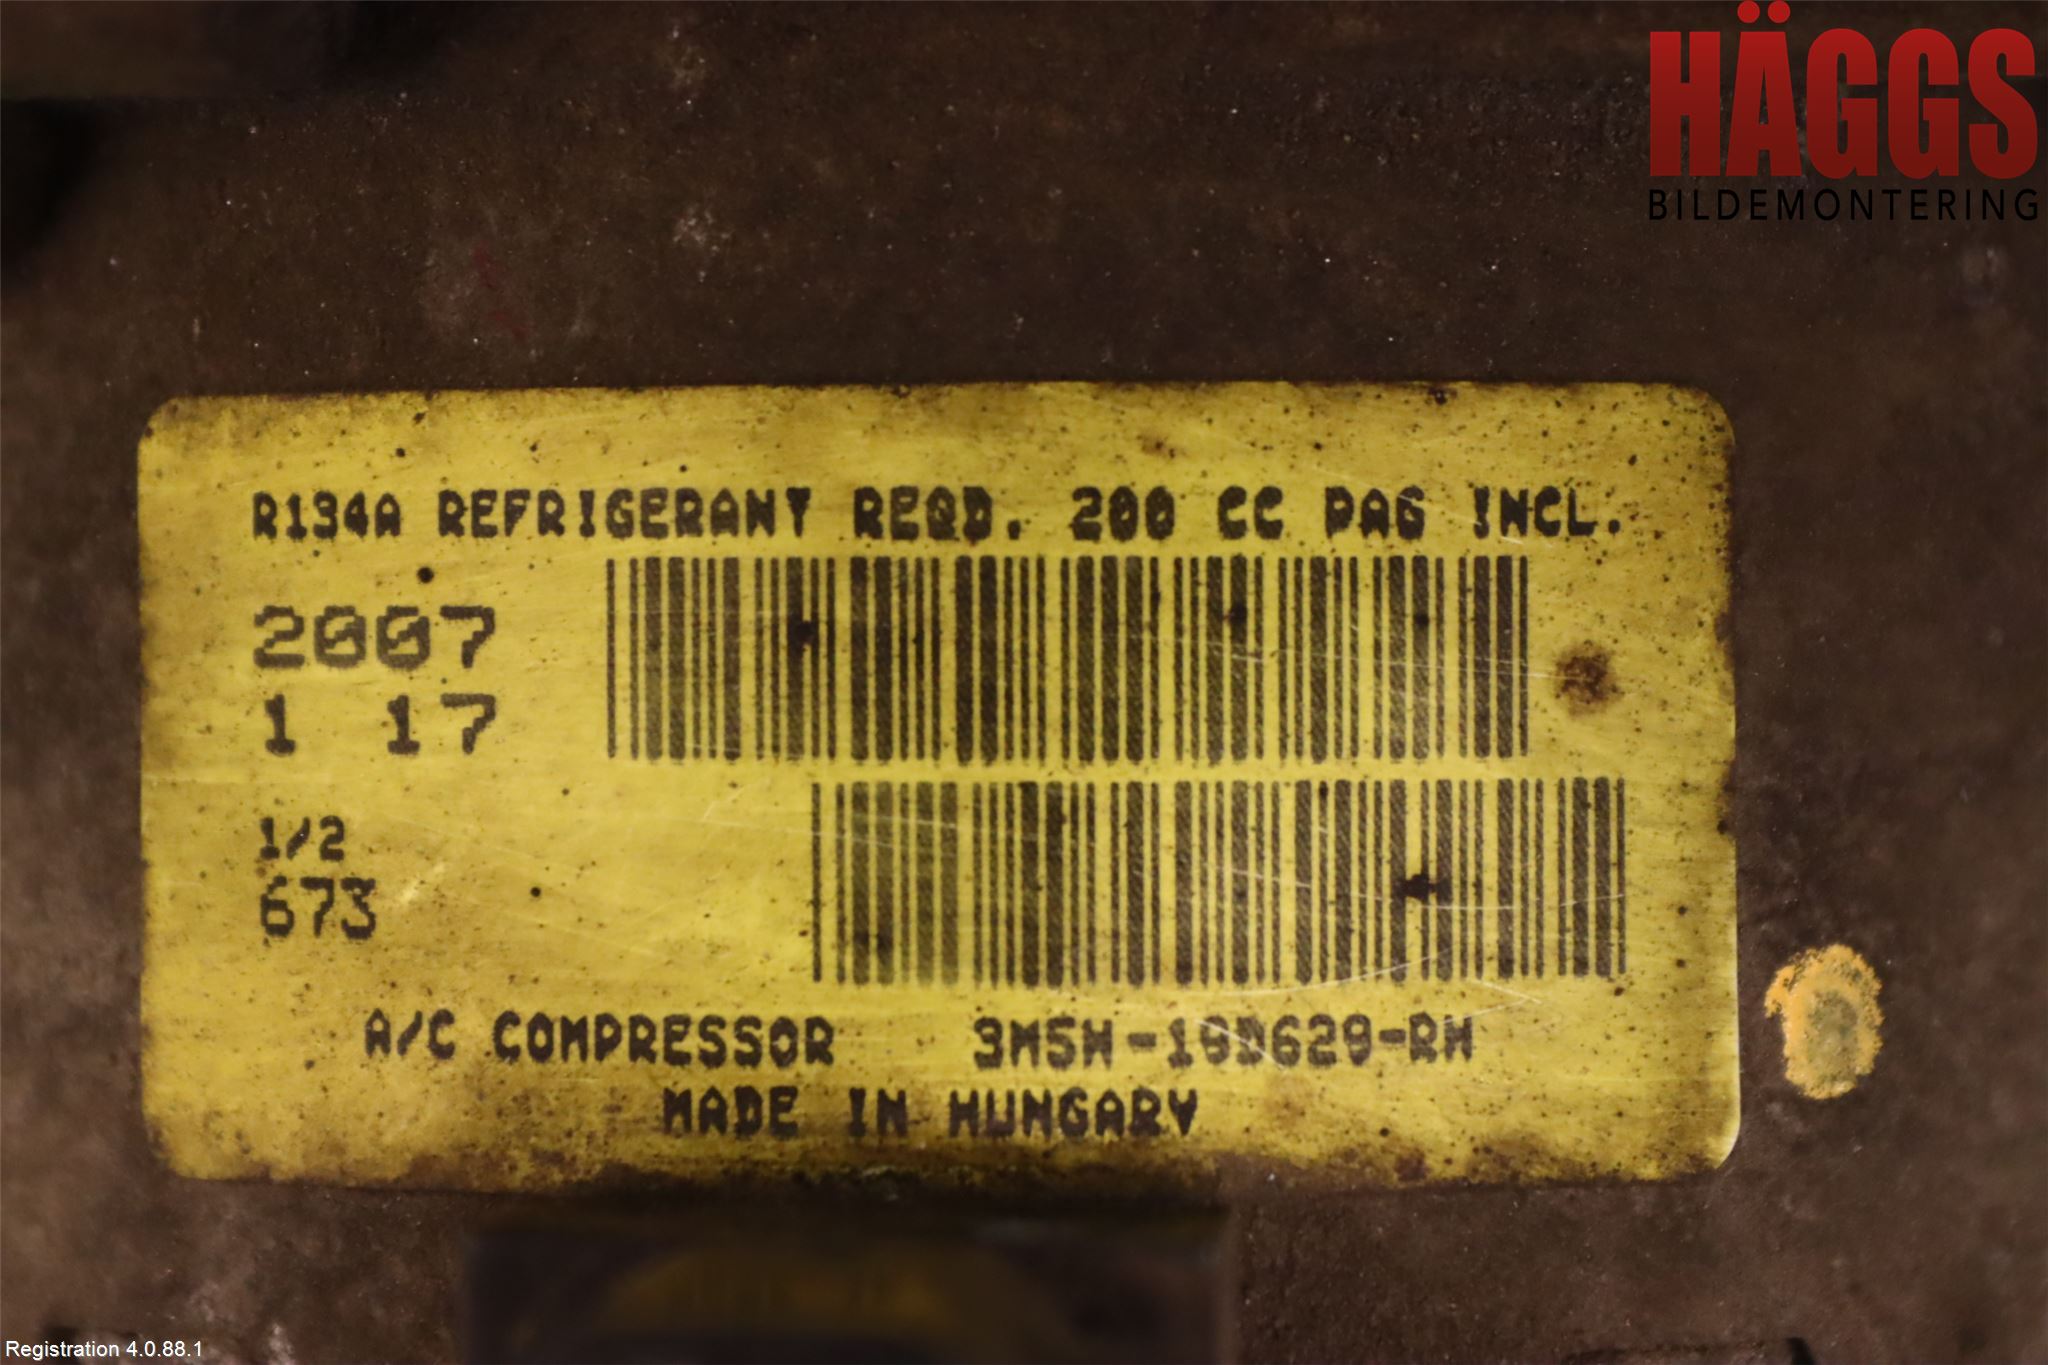 HÄGGS
BILDEMONTERING
R134A REFRIGERANT REQD. 200 CC PAG INCL.
2007
1 17
1/2
673
A/C COMPRESSOR 3M5H-19D629-RH
MADE IN HUNGARY
Registration 4.0.88.1